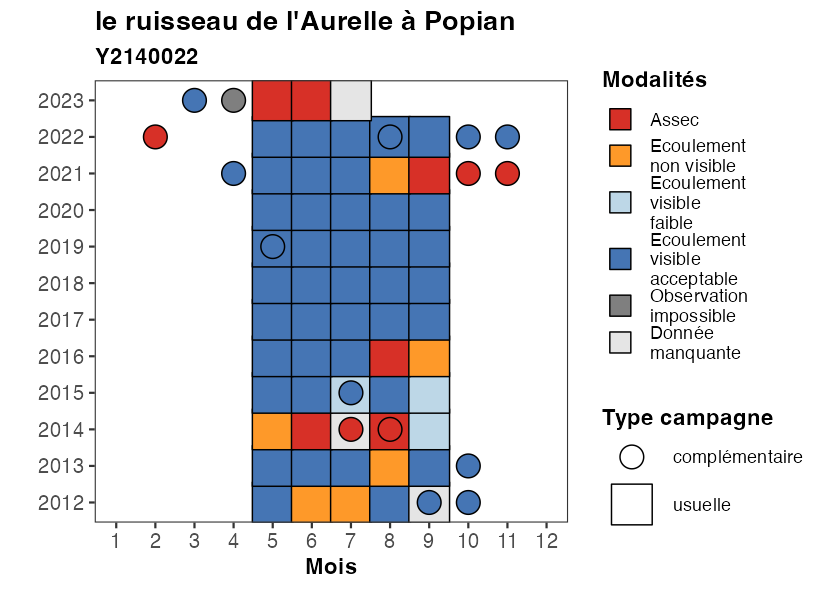 le ruisseau de l'Aurelle à Popian
Y2140022
2023
2022
2021
2020
2019
2018
2017
2016
2015
2014
2013
2012
1 2 3 4 5 6 7 8 9 10 11 12
Mois
Modalités
Assec
Ecoulement
non visible
Ecoulement
visible
faible
Ecoulement
visible
acceptable
Observation
impossible
Donnée
manquante
Type campagne
complémentaire
usuelle